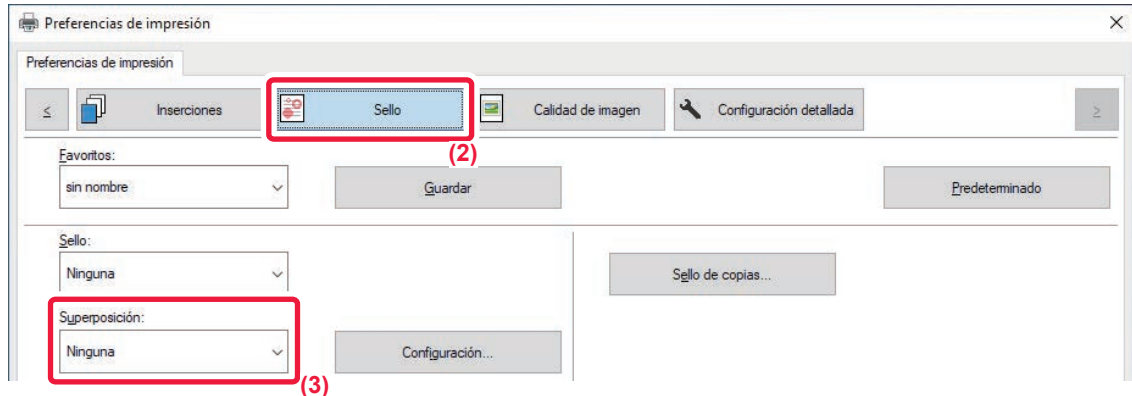 Preferencias de impresión
Preferencias de impresión
< Inserciones Sello Calidad de imagen Configuración detallada >
(2)
Favoritos:
sin nombre Guardar Predeterminado
Sello:
Ninguna Sello de copias...
Superposición:
Ninguna Configuración...
(3)